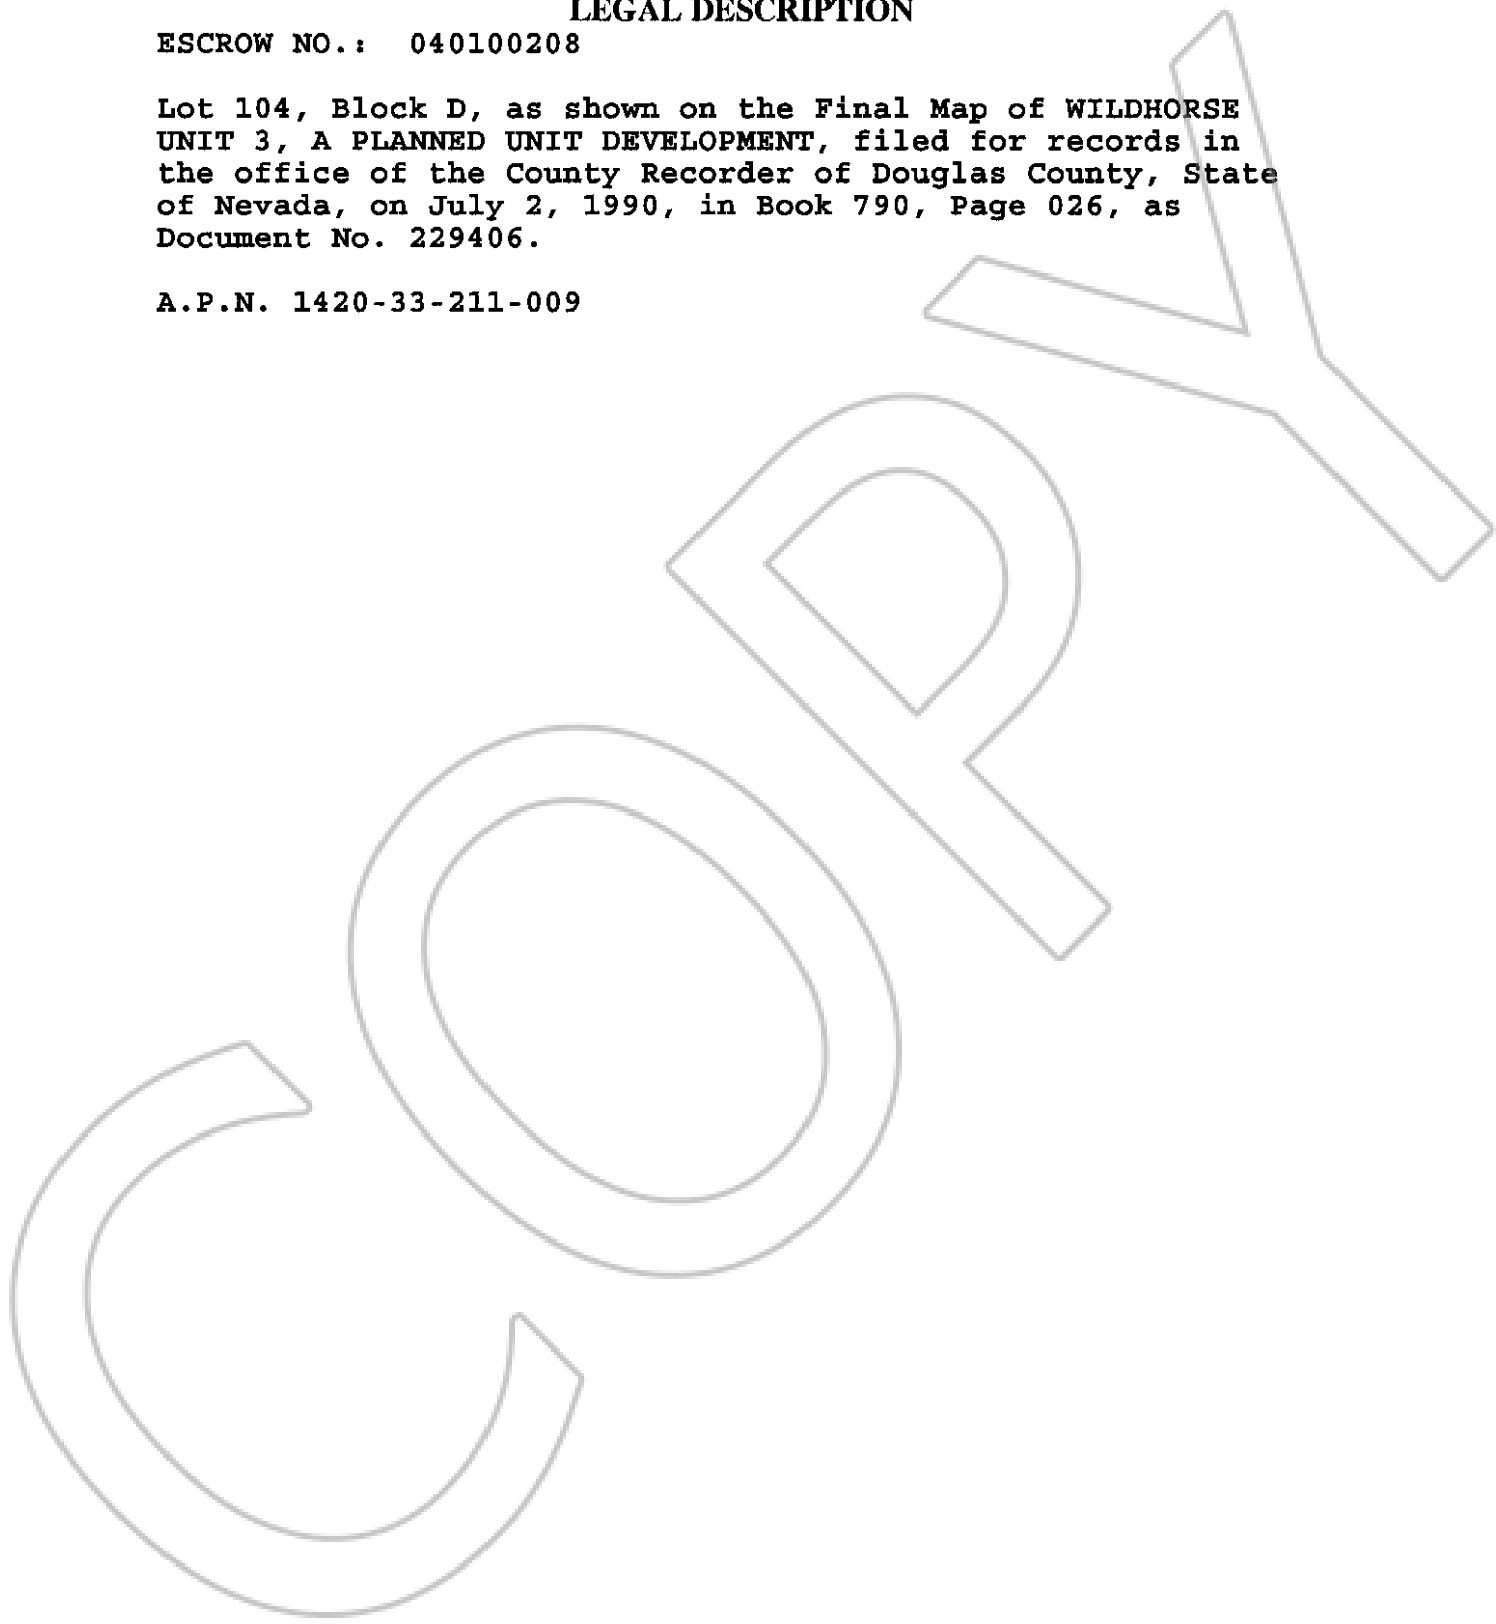 LEGAL DESCRIPTION
ESCROW NO.: 040100208
Lot 104, Block D, as shown on the Final Map of WILDHORSE
UNIT 3, A PLANNED UNIT DEVELOPMENT, filed for records in
the office of the County Recorder of Douglas County, State
of Nevada, on July 2, 1990, in Book 790, Page 026, as
Document No. 229406.
A.P.N. 1420-33-211-009
COPY